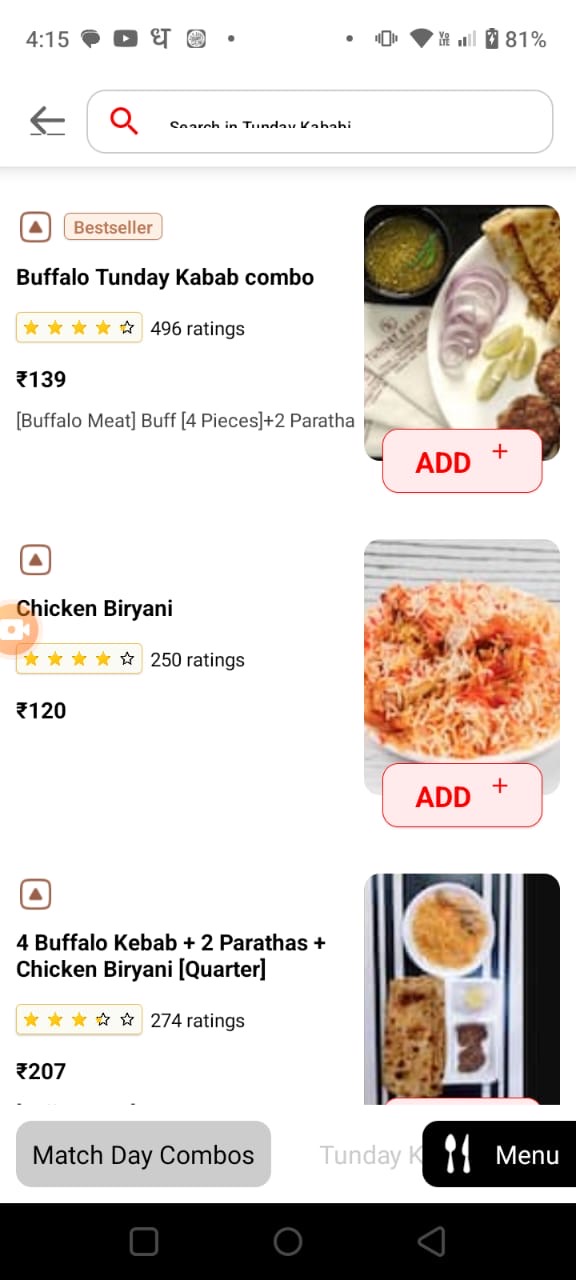 4:15 धा 81%
Search in Tunday Kababi
Bestseller
Buffalo Tunday Kabab combo
496 ratings
₹139
[Buffalo Meat] Buff [4 Pieces]+2 Paratha
ADD +
Chicken Biryani
250 ratings
₹120
ADD +
4 Buffalo Kebab + 2 Parathas +
Chicken Biryani [Quarter]
274 ratings
₹207
Match Day Combos Tunday K Menu